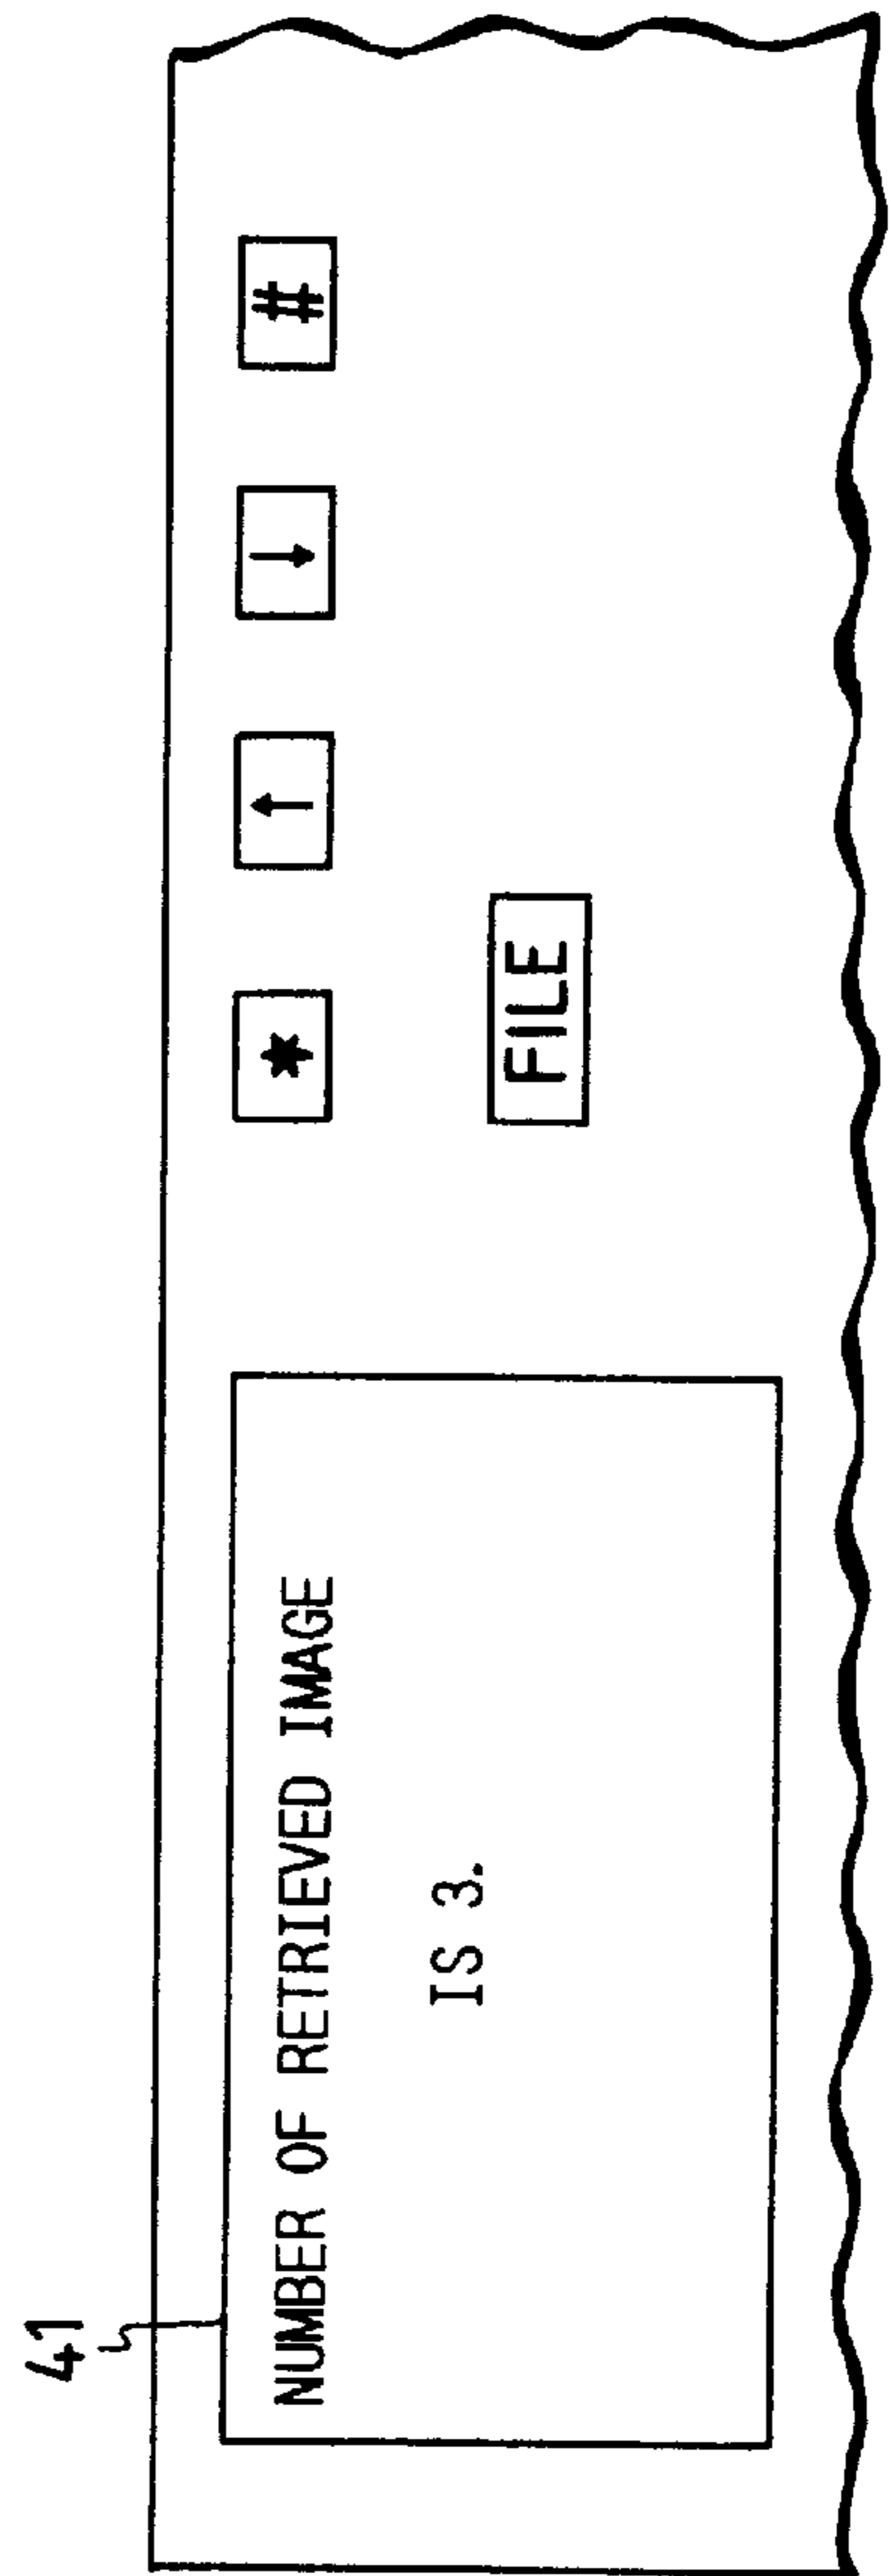 41
NUMBER OF RETRIEVED IMAGE
IS 3.
* ↑ ↓ #
FILE